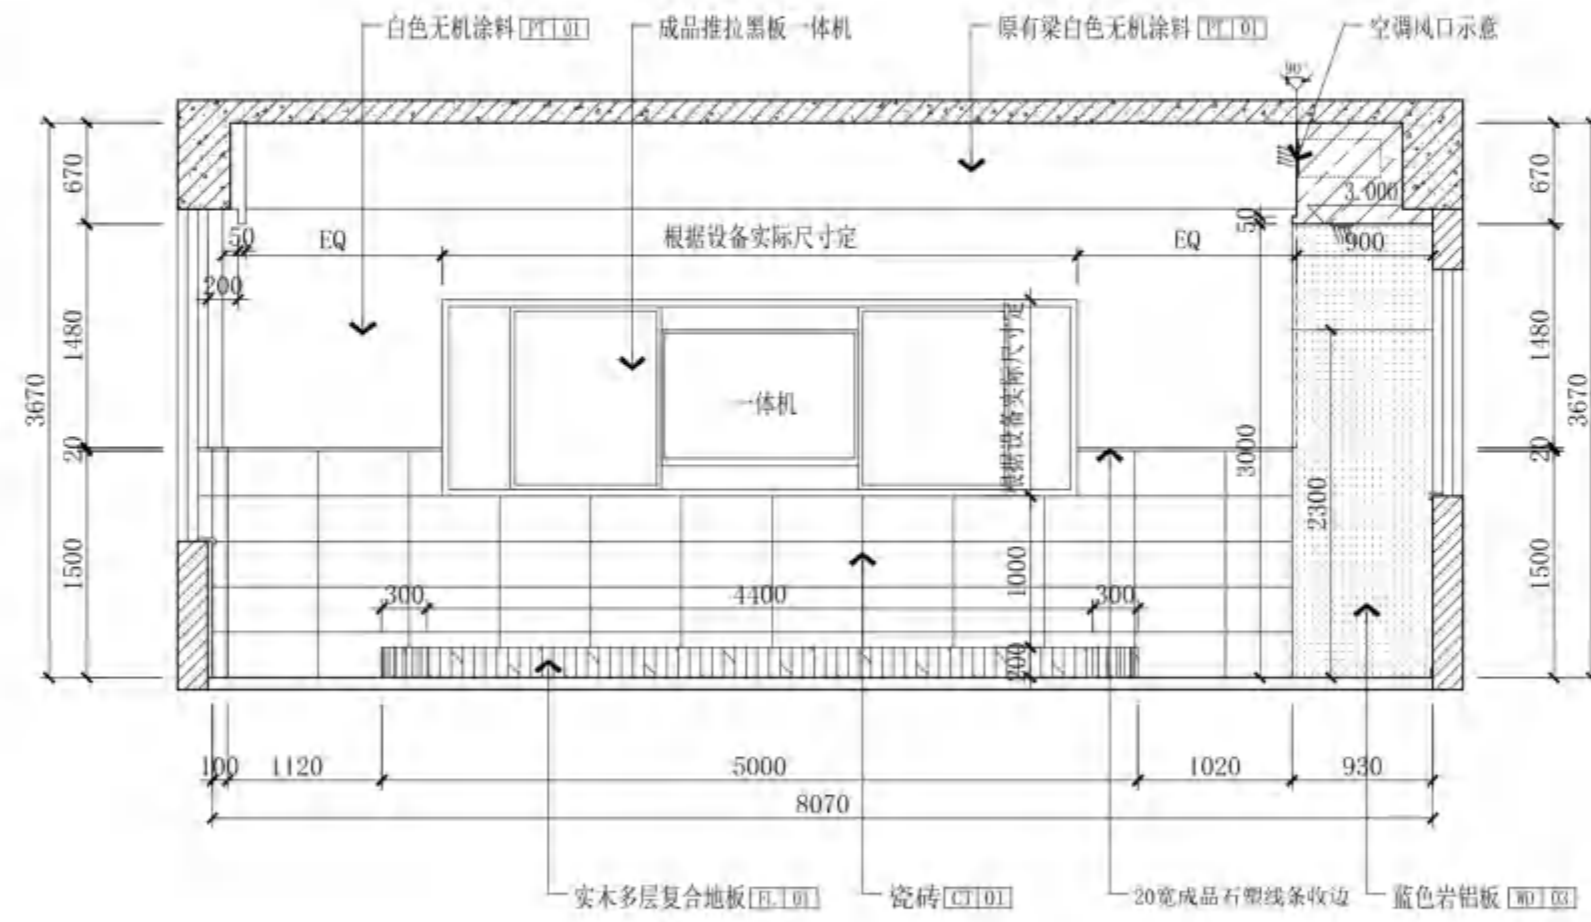 白色无机涂料 PT 01
成品推拉黑板一体机
原有梁白色无机涂料 PT 01
空调风口示意
90°
670
670
3.000
50
EQ
根据设备实际尺寸定
EQ
50
900
200
1480
根据设备实际尺寸定
1480
3670
一体机
3670
20
3000
20
2300
1500
1000
1500
300
4400
300
200
100
1120
5000
1020
930
8070
实木多层复合地板 FL 01
瓷砖 CT 01
20宽成品石塑线条收边
蓝色岩铝板 WD 03